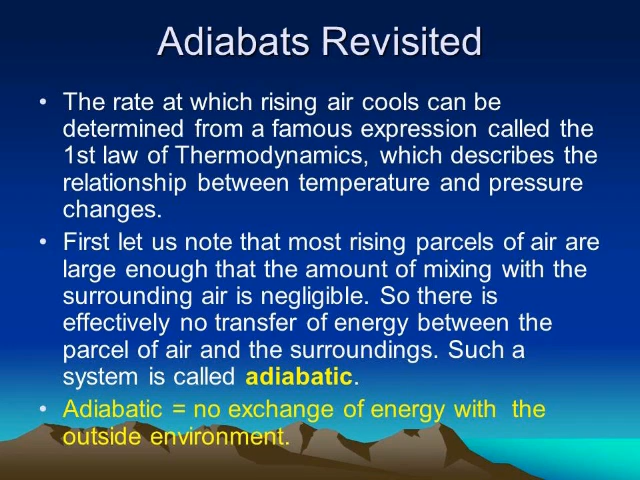 Adiabats Revisited
• The rate at which rising air cools can be
determined from a famous expression called the
1st law of Thermodynamics, which describes the
relationship between temperature and pressure
changes.
• First let us note that most rising parcels of air are
large enough that the amount of mixing with the
surrounding air is negligible. So there is
effectively no transfer of energy between the
parcel of air and the surroundings. Such a
system is called adiabatic.
• Adiabatic = no exchange of energy with the
outside environment.